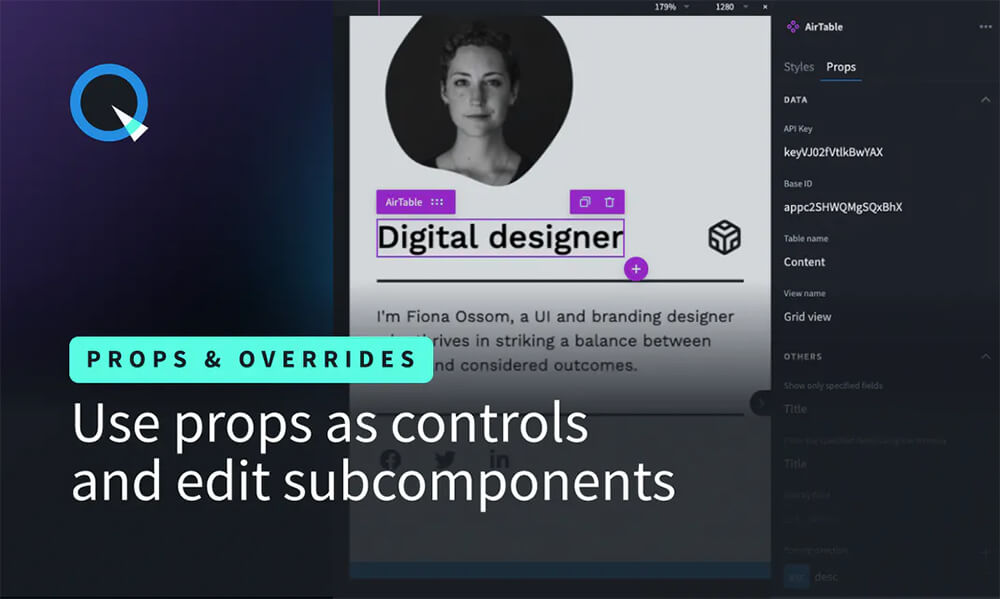 179%
1280
AirTable
Styles
Props
DATA
API Key
keyVJ02fVtlkBwYAX
Base ID
appc2SHWQMgSQxBhX
Table name
Content
View name
Grid view
OTHERS
Show only specified fields
Title
Title
desc
AirTable
Digital designer
I'm Fiona Ossom, a UI and branding designer
thrives in striking a balance between
and considered outcomes.
in
PROPS & OVERRIDES
Use props as controls
and edit subcomponents